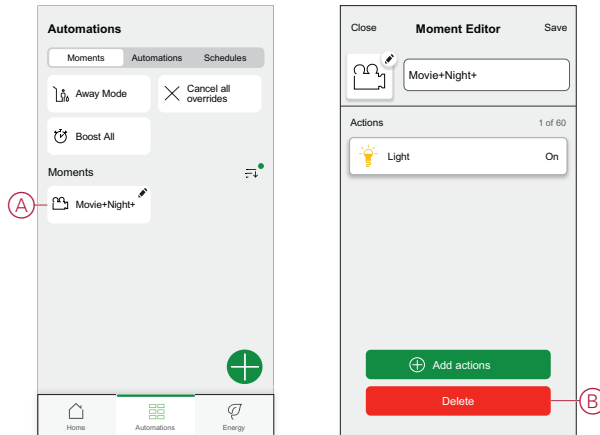 Automations
Moments Automations Schedules
Away Mode
Cancel all
overrides
Boost All
Moments
A
Movie+Night+
Home Automations Energy
Close Moment Editor Save
Movie+Night+
Actions 1 of 60
Light On
Add actions
Delete
B